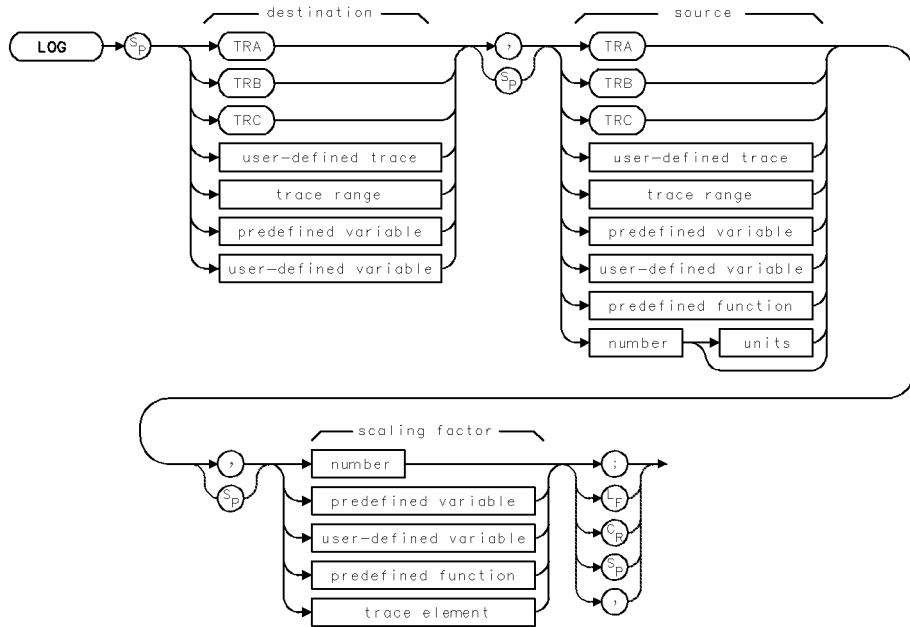 destination
source
LOG SP TRA , TRA
TRB SP TRB
TRC TRC
user-defined trace user-defined trace
trace range trace range
predefined variable predefined variable
user-defined variable user-defined variable
predefined function
number units
scaling factor
, number ;
SP predefined variable LF
user-defined variable CR
predefined function SP
trace element ,